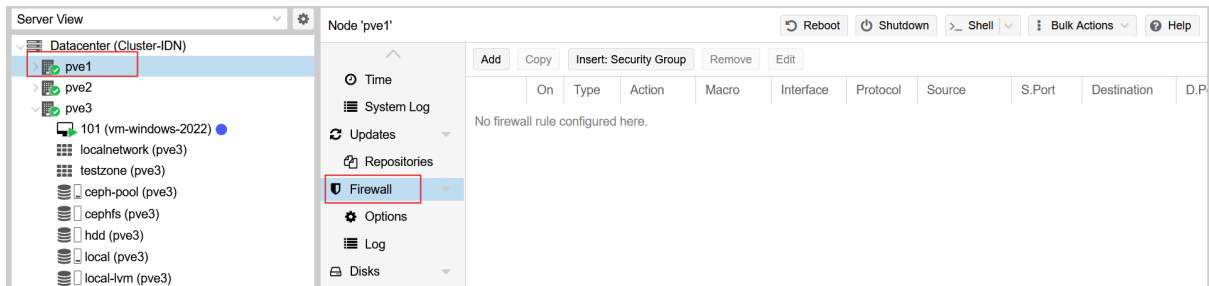 Server View
Datacenter (Cluster-IDN)
pve1
pve2
pve3
101 (vm-windows-2022)
localnetwork (pve3)
testzone (pve3)
ceph-pool (pve3)
cephfs (pve3)
hdd (pve3)
local (pve3)
local-lvm (pve3)
Node 'pve1'
Reboot Shutdown >_ Shell Bulk Actions Help
Time
System Log
Updates
Repositories
Firewall
Options
Log
Disks
Add Copy Insert: Security Group Remove Edit
On Type Action Macro Interface Protocol Source S.Port Destination
No firewall rule configured here.